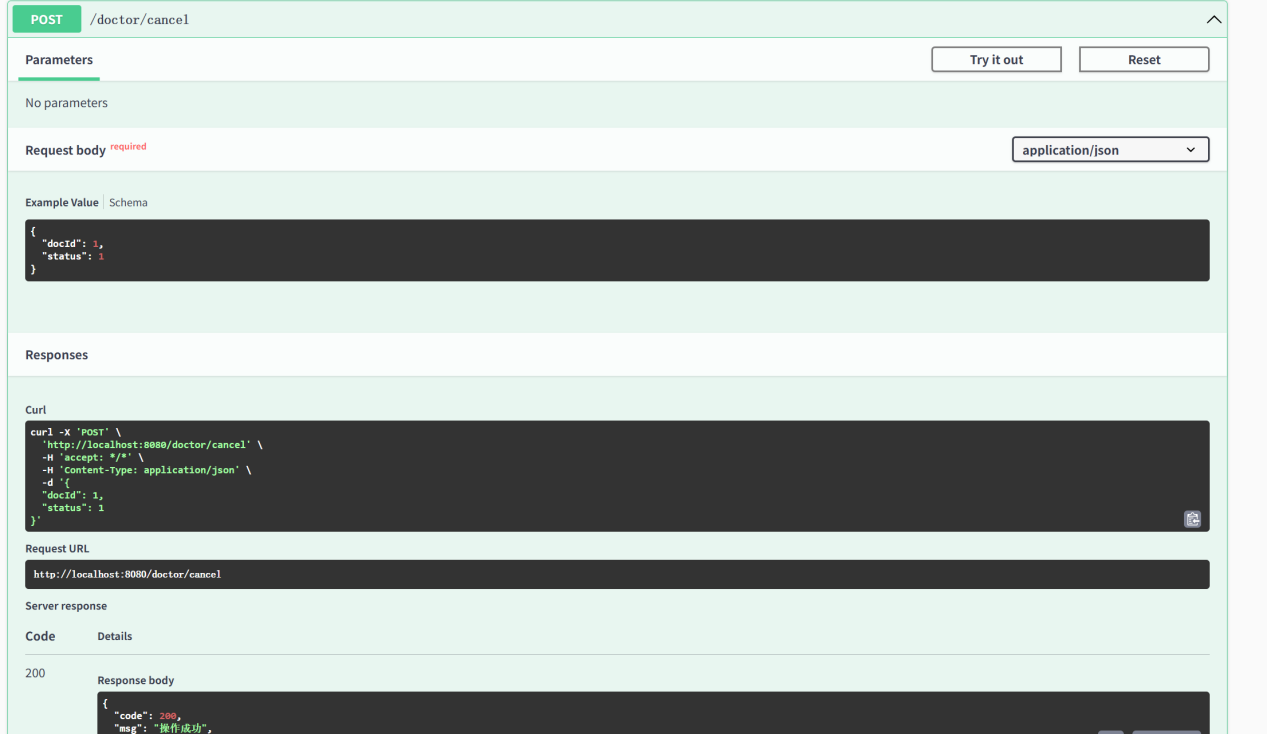 POST /doctor/cancel
Parameters
Try it out
Reset
No parameters
Request body required
application/json
Example Value
Schema
{
"docId": 1,
"status": 1
}
Responses
Curl
curl -X 'POST' \
'http://localhost:8080/doctor/cancel' \
-H 'accept: */*' \
-H 'Content-Type: application/json' \
-d '{
"docId": 1,
"status": 1
}'
Request URL
http://localhost:8080/doctor/cancel
Server response
Code
Details
200
Response body
{
"code": 200,
"msg": "操作成功",